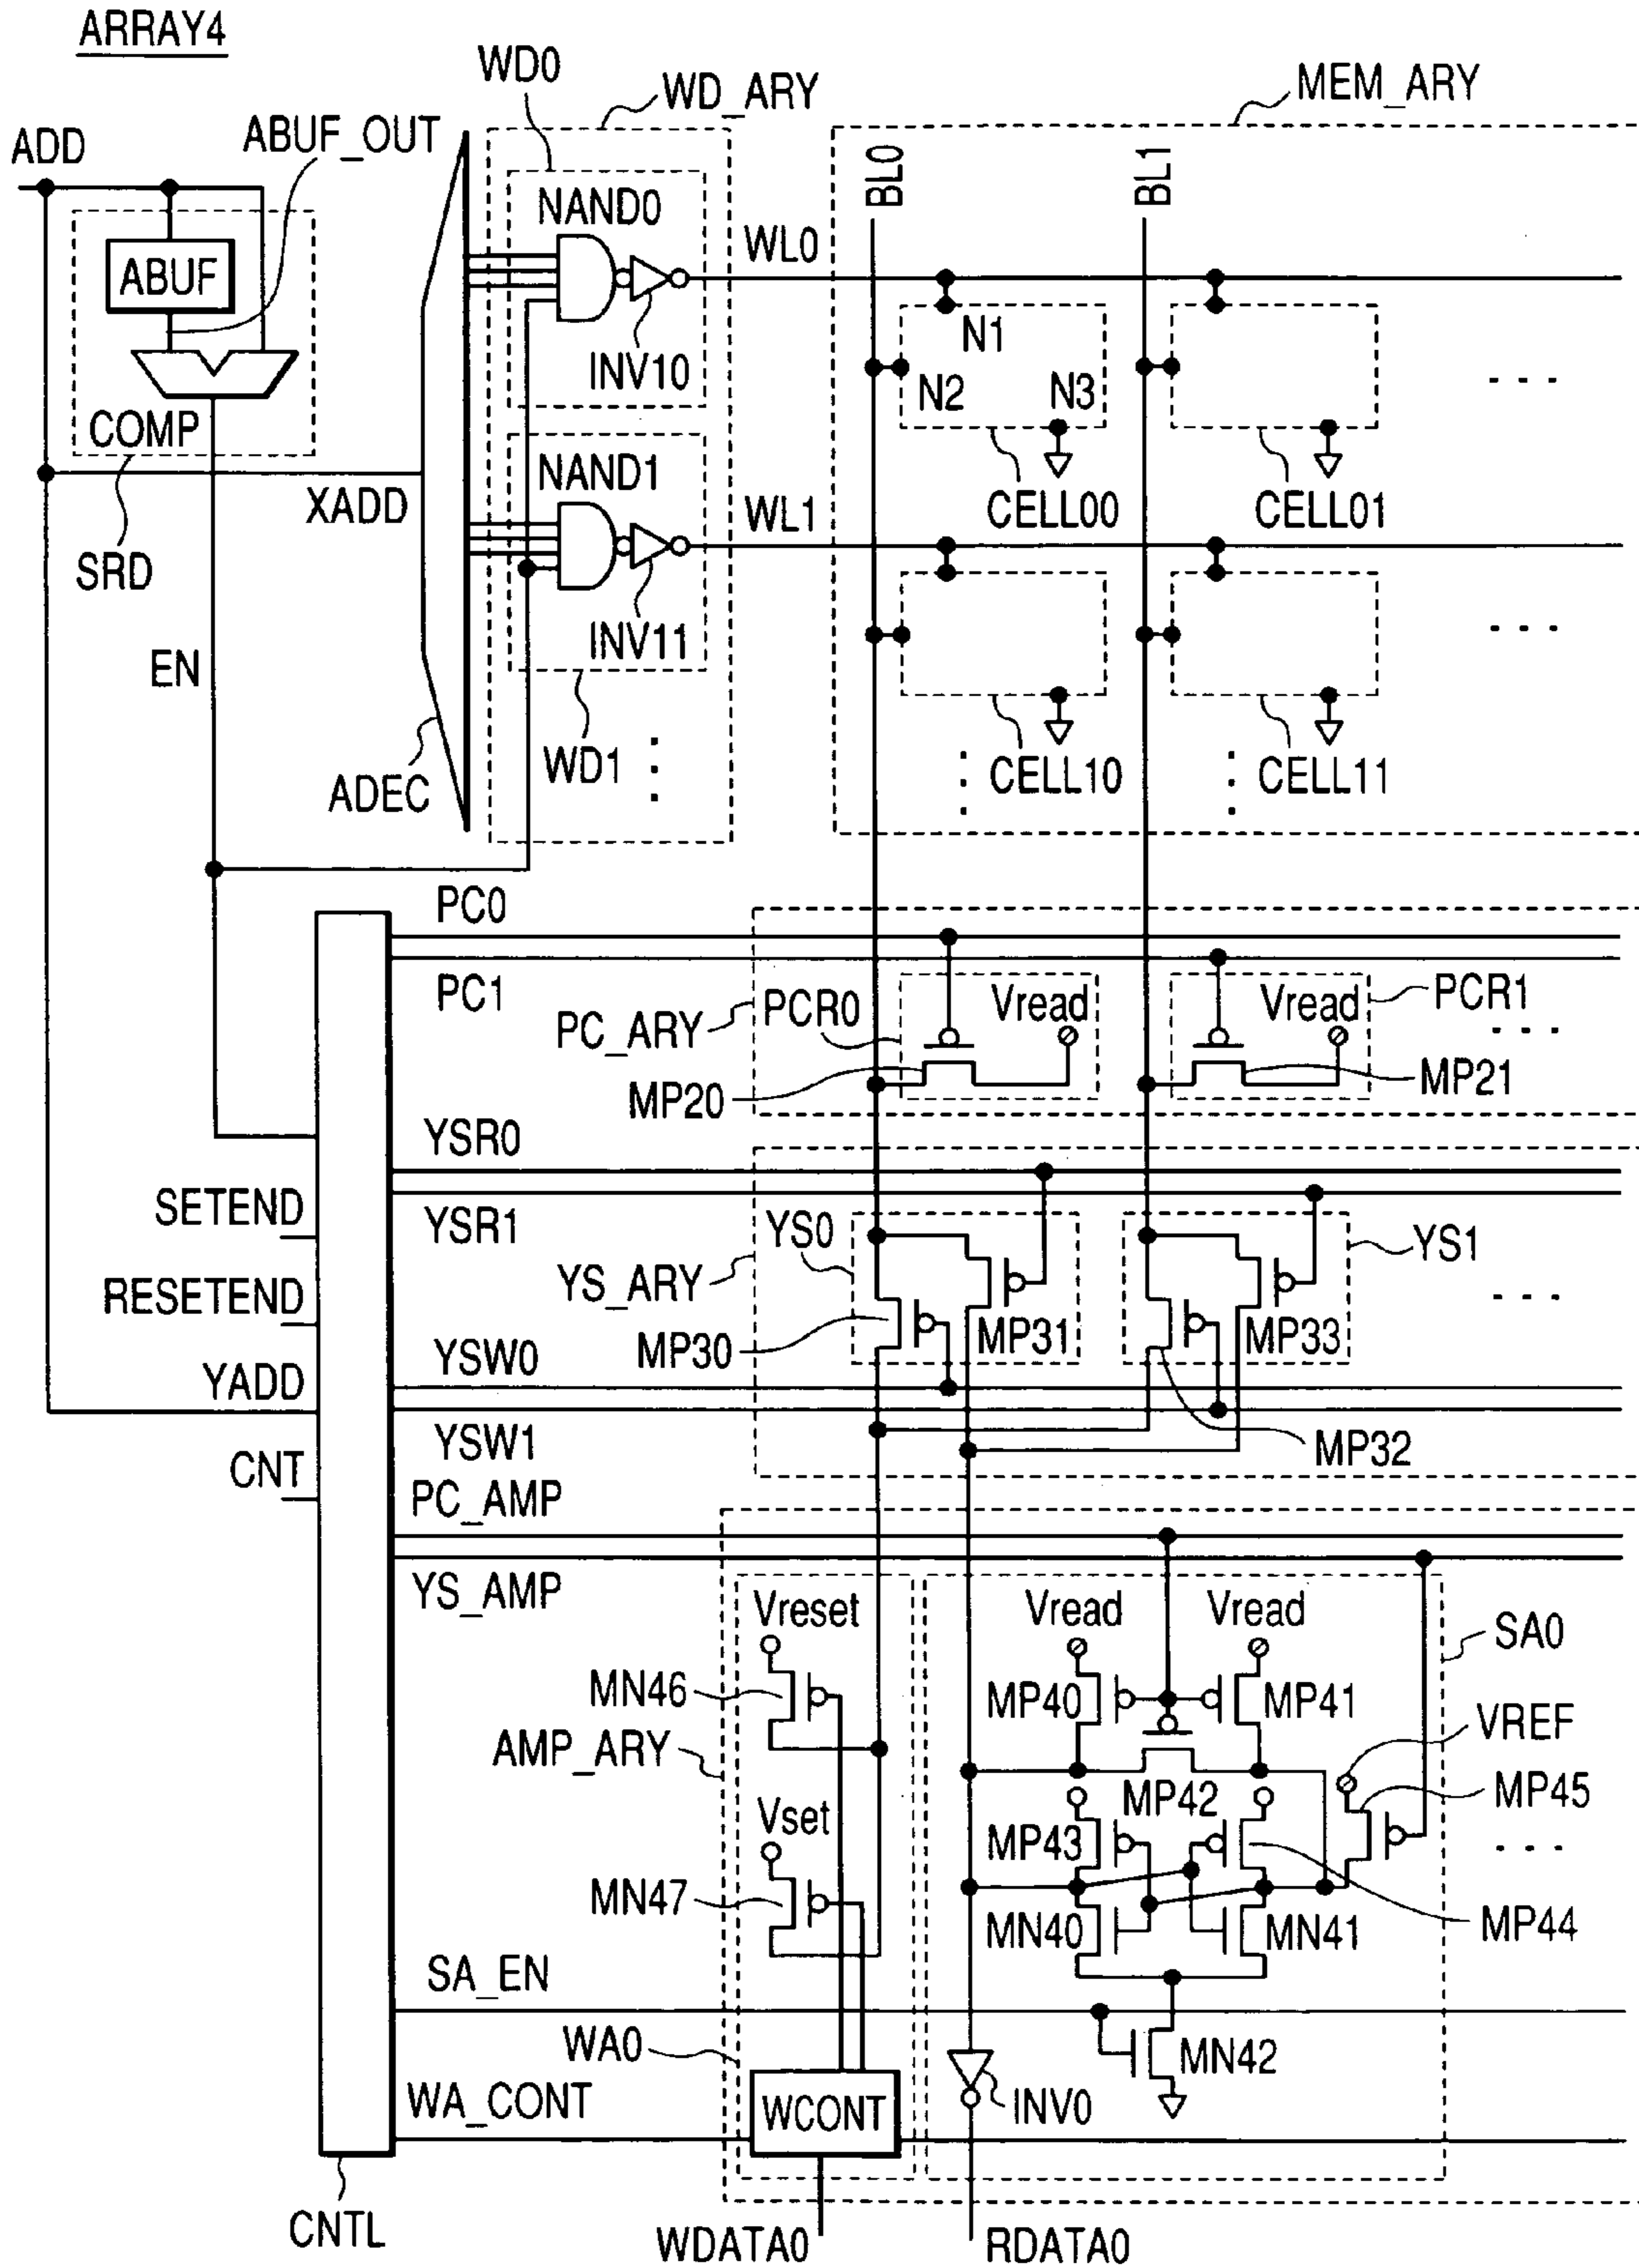 ARRAY4
WD0
WD_ARY
MEM_ARY
ADD
ABUF_OUT
BL0
BL1
NAND0
WL0
ABUF
N1
INV10
N2
N3
COMP
NAND1
XADD
WL1
CELL00
CELL01
SRD
INV11
EN
WD1
CELL10
CELL11
ADEC
PC0
PC1
PC_ARY
PCR0
Vread
Vread
PCR1
MP20
MP21
YSR0
SETEND
YSR1
YS0
YS1
YS_ARY
RESETEND
MP30
MP31
MP33
YSW0
YADD
YSW1
MP32
CNT
PC_AMP
YS_AMP
Vreset
Vread
Vread
SA0
MN46
MP40
MP41
VREF
AMP_ARY
MP42
MP45
Vset
MP43
MN47
MN40
MN41
MP44
SA_EN
WA0
MN42
WA_CONT
WCONT
INV0
CNTL
WDATA0
RDATA0